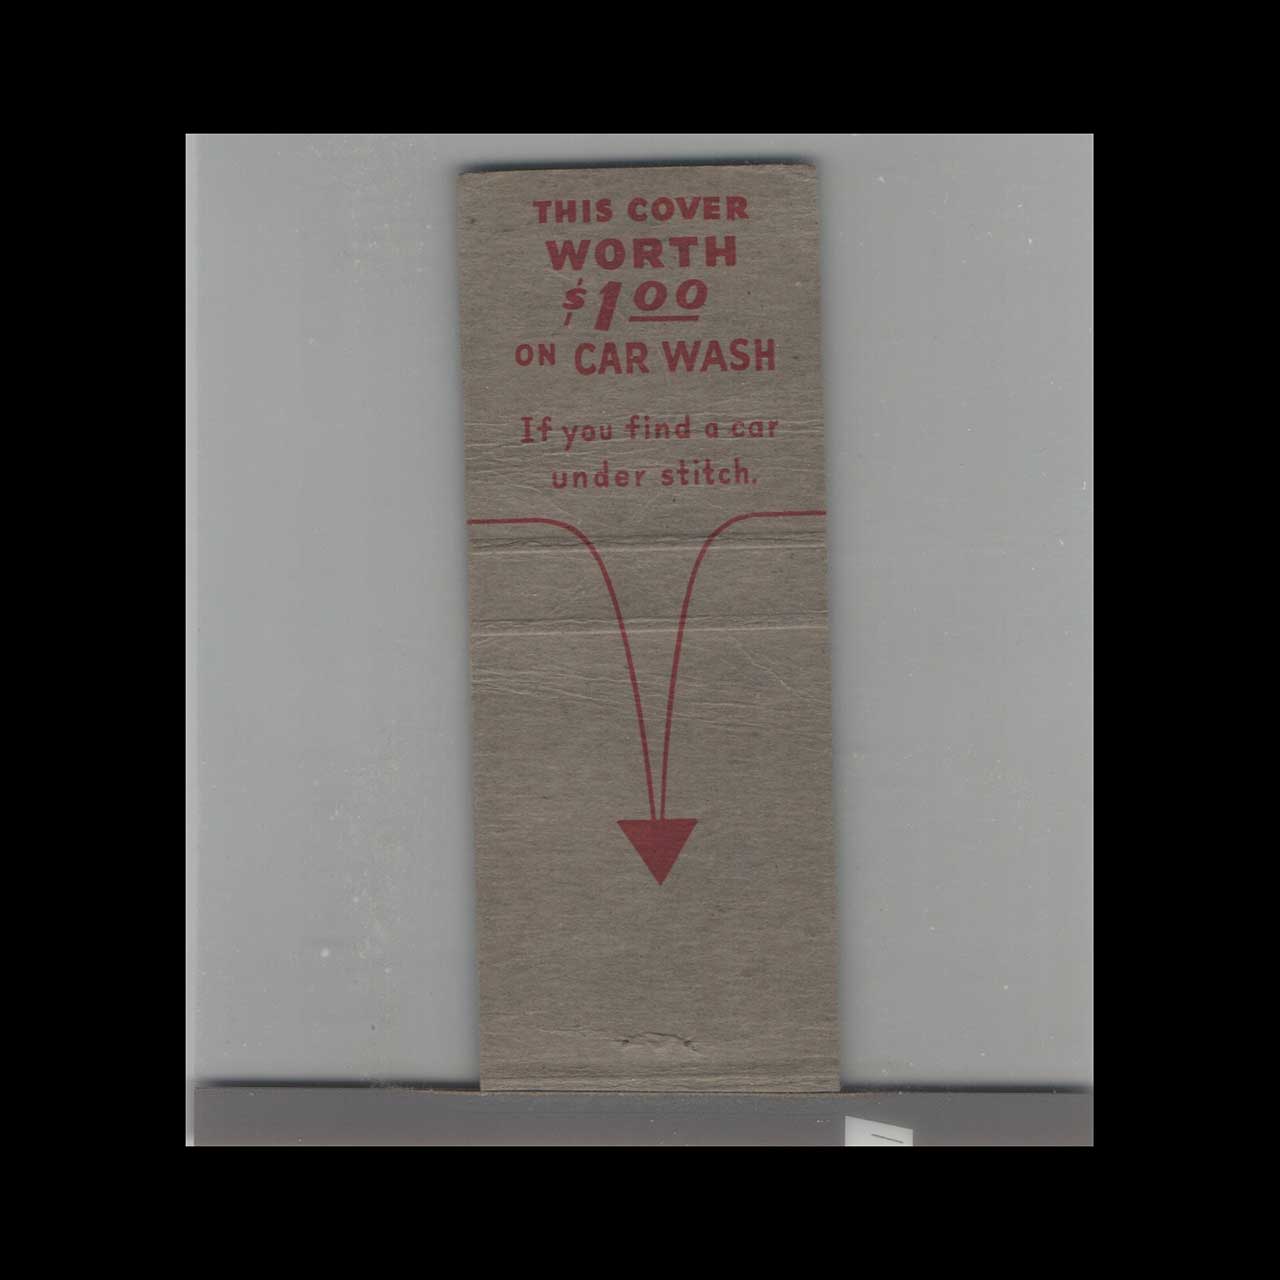 THIS COVER
WORTH
$1.00
ON CAR WASH
If you find a car
under stitch.